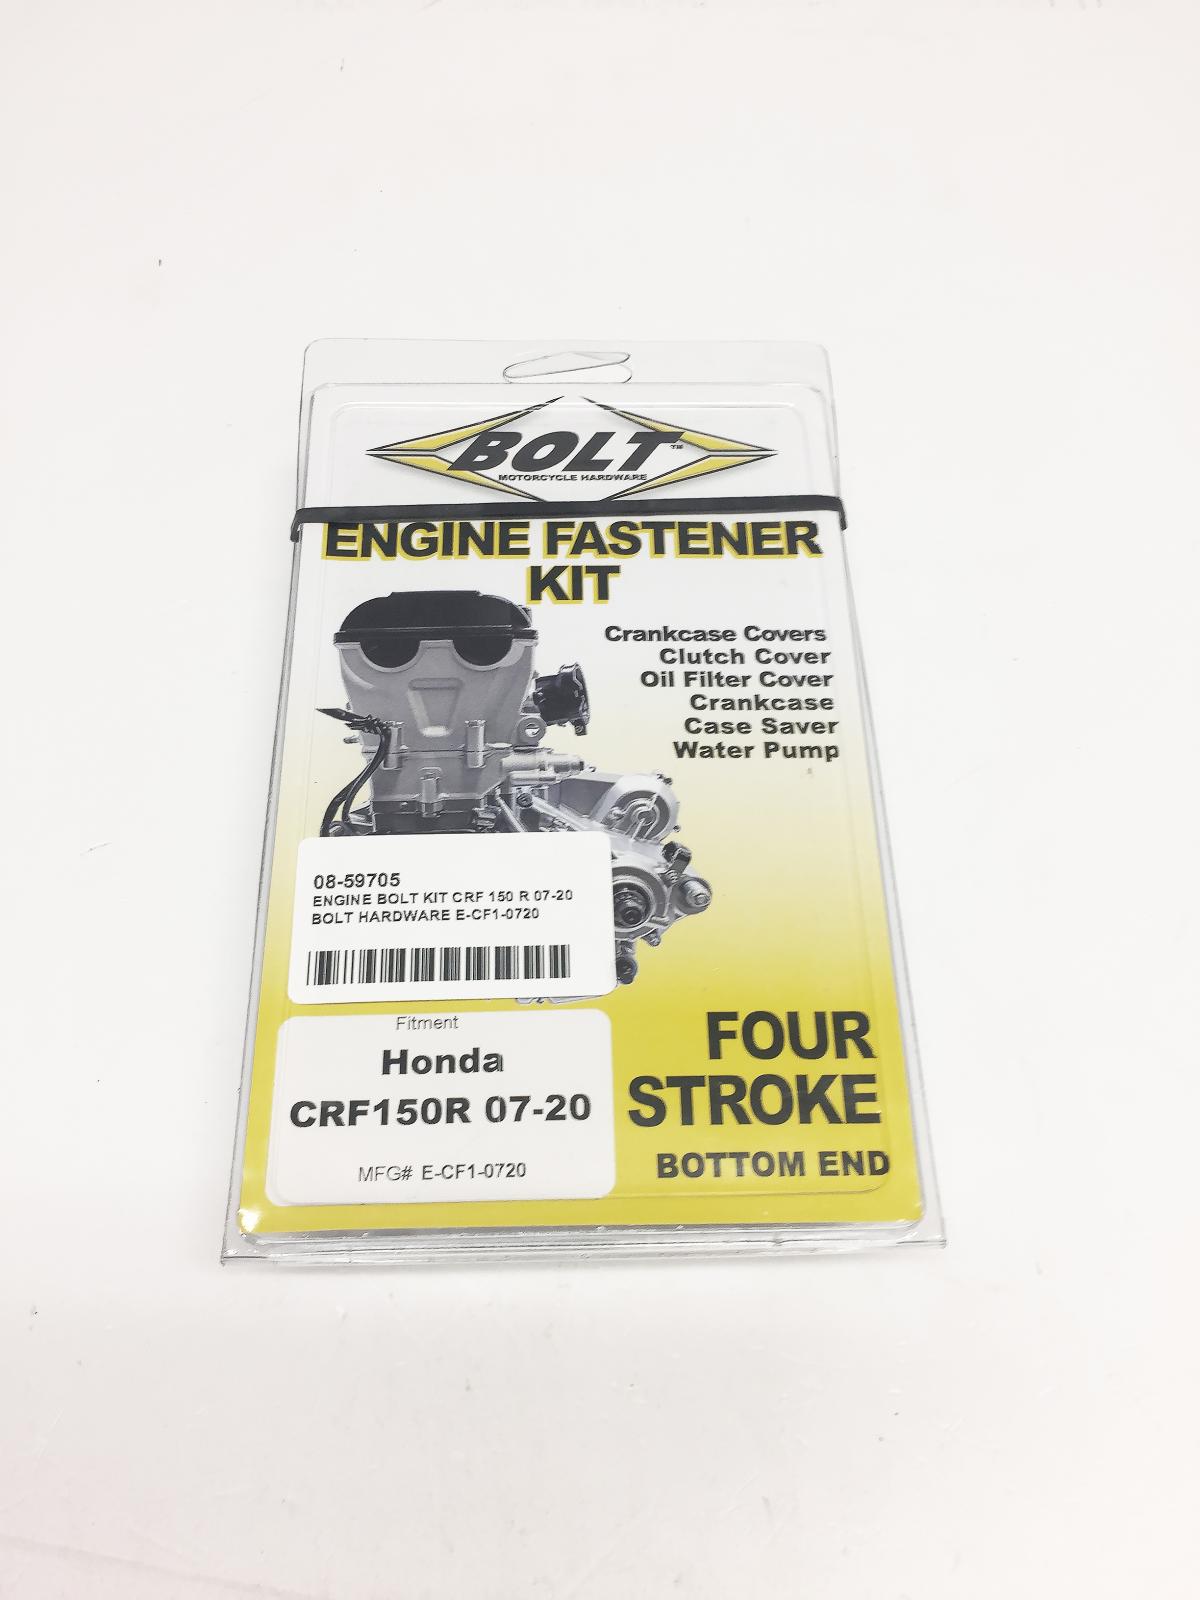 BOLT™
MOTORCYCLE HARDWARE
ENGINE FASTENER
KIT
Crankcase Covers
Clutch Cover
Oil Filter Cover
Crankcase
Case Saver
Water Pump
08-59705
ENGINE BOLT KIT CRF 150 R 07-20
BOLT HARDWARE E-CF1-0720
Fitment
Honda
CRF150R 07-20
MFG# E-CF1-0720
FOUR
STROKE
BOTTOM END